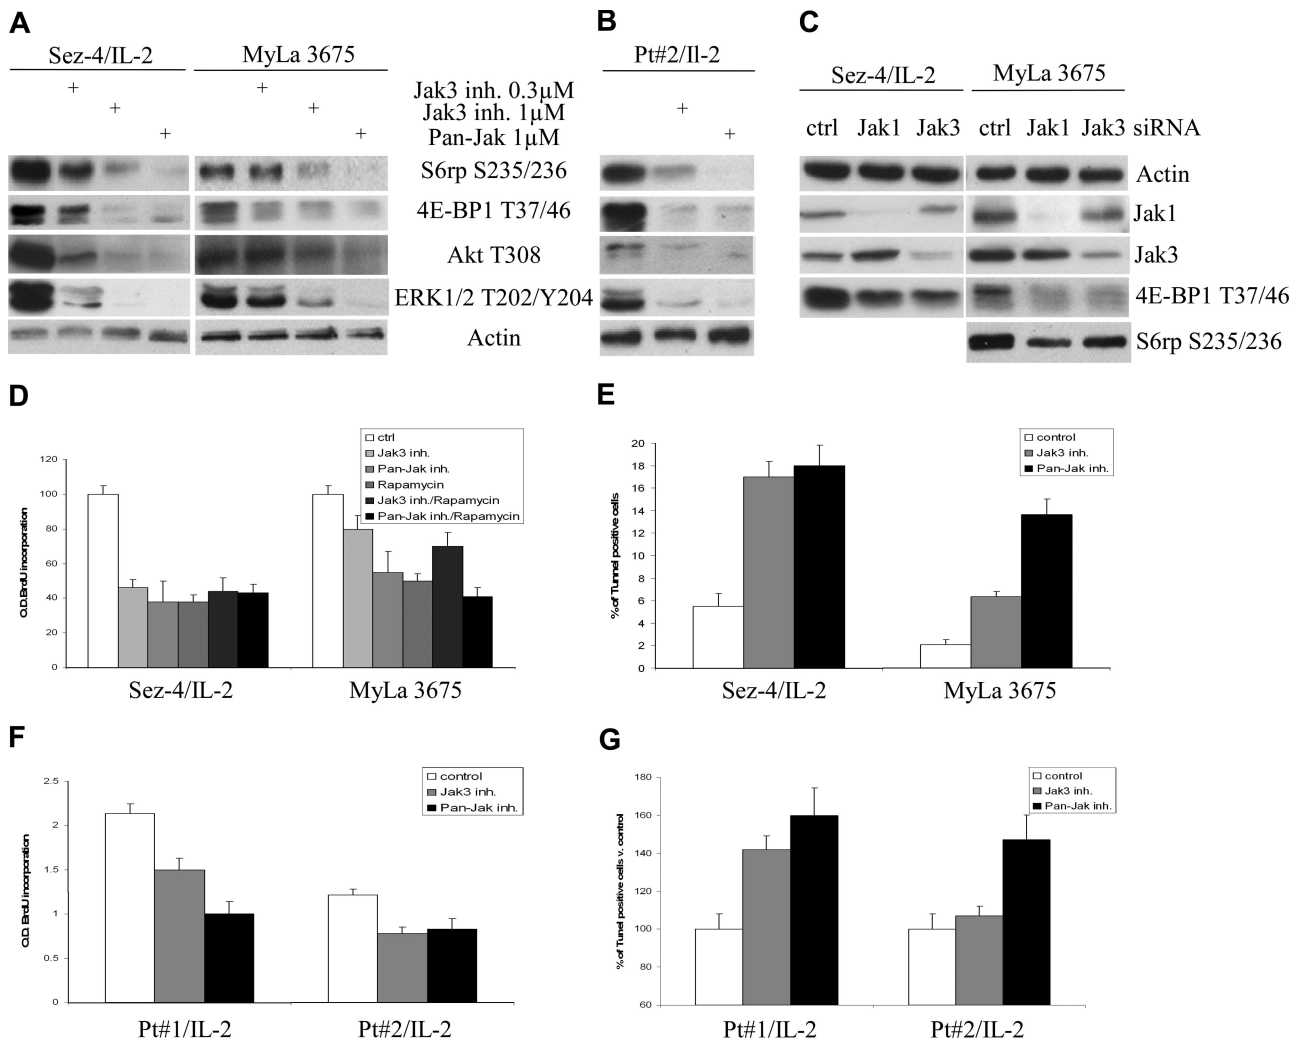 A
B
C
Sez-4/IL-2
MyLa 3675
Pt#2/Il-2
Sez-4/IL-2
MyLa 3675
+ + Jak3 inh. 0.3µM
+ + Jak3 inh. 1µM +
+ + Pan-Jak 1µM +
ctrl Jak1 Jak3 ctrl Jak1 Jak3 siRNA
S6rp S235/236
4E-BP1 T37/46
Akt T308
ERK1/2 T202/Y204
Actin
Actin
Jak1
Jak3
4E-BP1 T37/46
S6rp S235/236
D
O.D.BrdU incorporation
120
100
80
60
40
20
0
ctrl
Jak3 inh.
Pan-Jak inh.
Rapamycin
Jak3 inh./Rapamycin
Pan-Jak inh./Rapamycin
Sez-4/IL-2
MyLa 3675
E
% of Tunnel positive cells
20
18
16
14
12
10
8
6
4
2
0
control
Jak3 inh.
Pan-Jak inh.
Sez-4/IL-2
MyLa 3675
F
O.D. BrdU incorporation
2.5
2
1.5
1
0.5
0
control
Jak3 inh.
Pan-Jak inh.
Pt#1/IL-2
Pt#2/IL-2
G
% of Tunel positive cells v. control
180
160
140
120
100
80
60
control
Jak3 inh.
Pan-Jak inh.
Pt#1/IL-2
Pt#2/IL-2